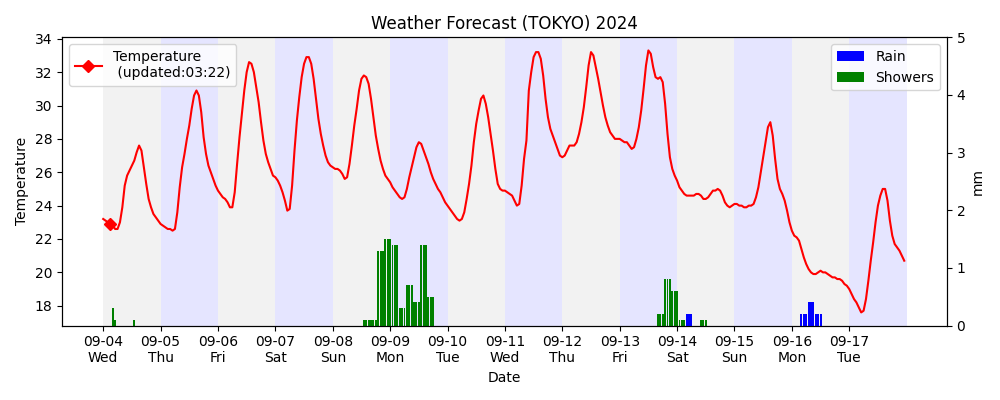 Weather Forecast (TOKYO) 2024
Temperature
(updated:03:22)
Rain
Showers
34
32
30
28
26
24
22
20
18
Temperature
5
4
3
2
1
0
mm
09-04 09-05 09-06 09-07 09-08 09-09 09-10 09-11 09-12 09-13 09-14 09-15 09-16 09-17
Wed Thu Fri Sat Sun Mon Tue Wed Thu Fri Sat Sun Mon Tue
Date